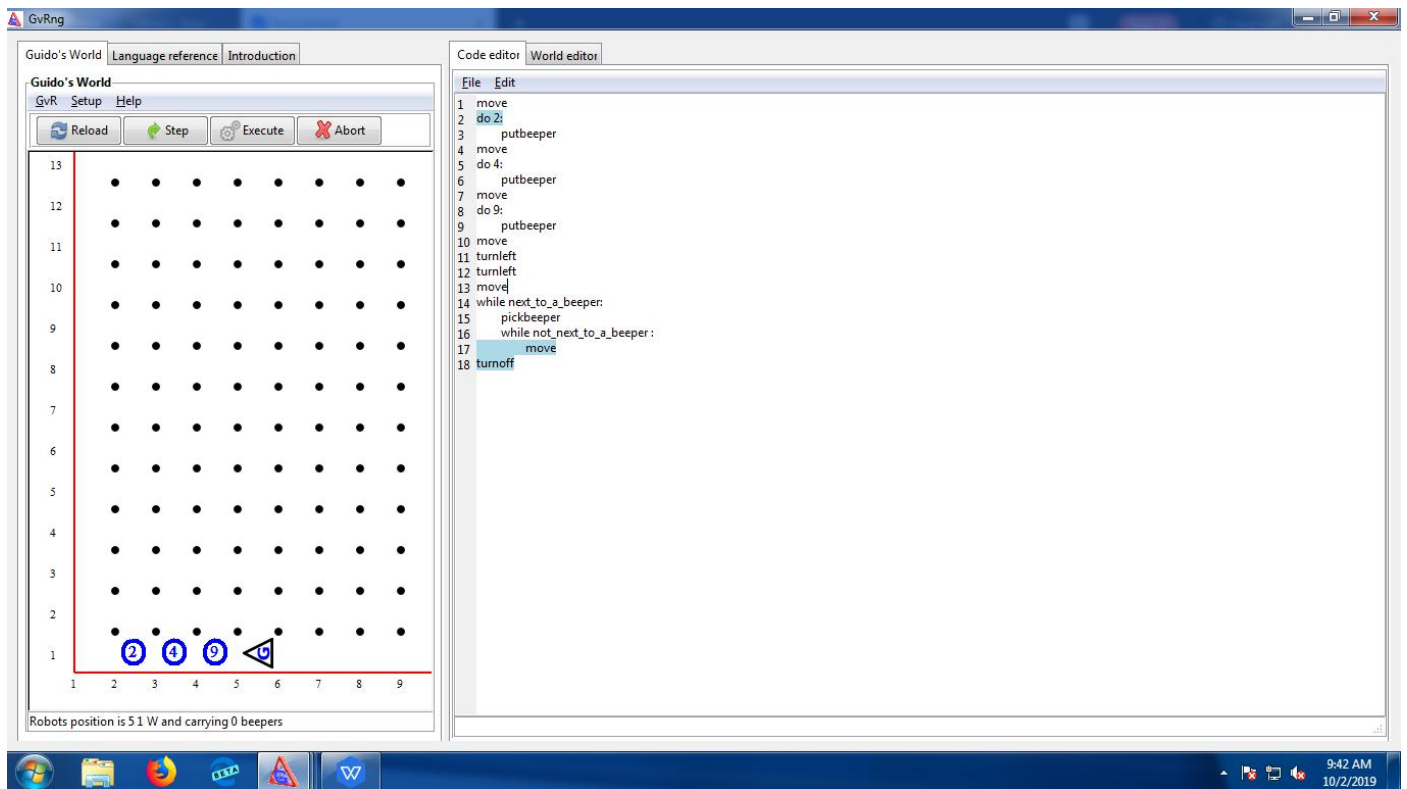 GvRng
Guido's World Language reference Introduction
Guido's World
GvR Setup Help
Reload Step Execute Abort
13
12
11
10
9
8
7
6
5
4
3
2
1
2 4 9 G
1 2 3 4 5 6 7 8 9
Robots position is 5 1 W and carrying 0 beepers
Code editor World editor
File Edit
1 move
2 do 2:
3 putbeeper
4 move
5 do 4:
6 putbeeper
7 move
8 do 9:
9 putbeeper
10 move
11 turnleft
12 turnleft
13 move
14 while next_to_a_beeper:
15 pickbeeper
16 while not_next_to_a_beeper :
17 move
18 turnoff
BETA
W
9:42 AM
10/2/2019